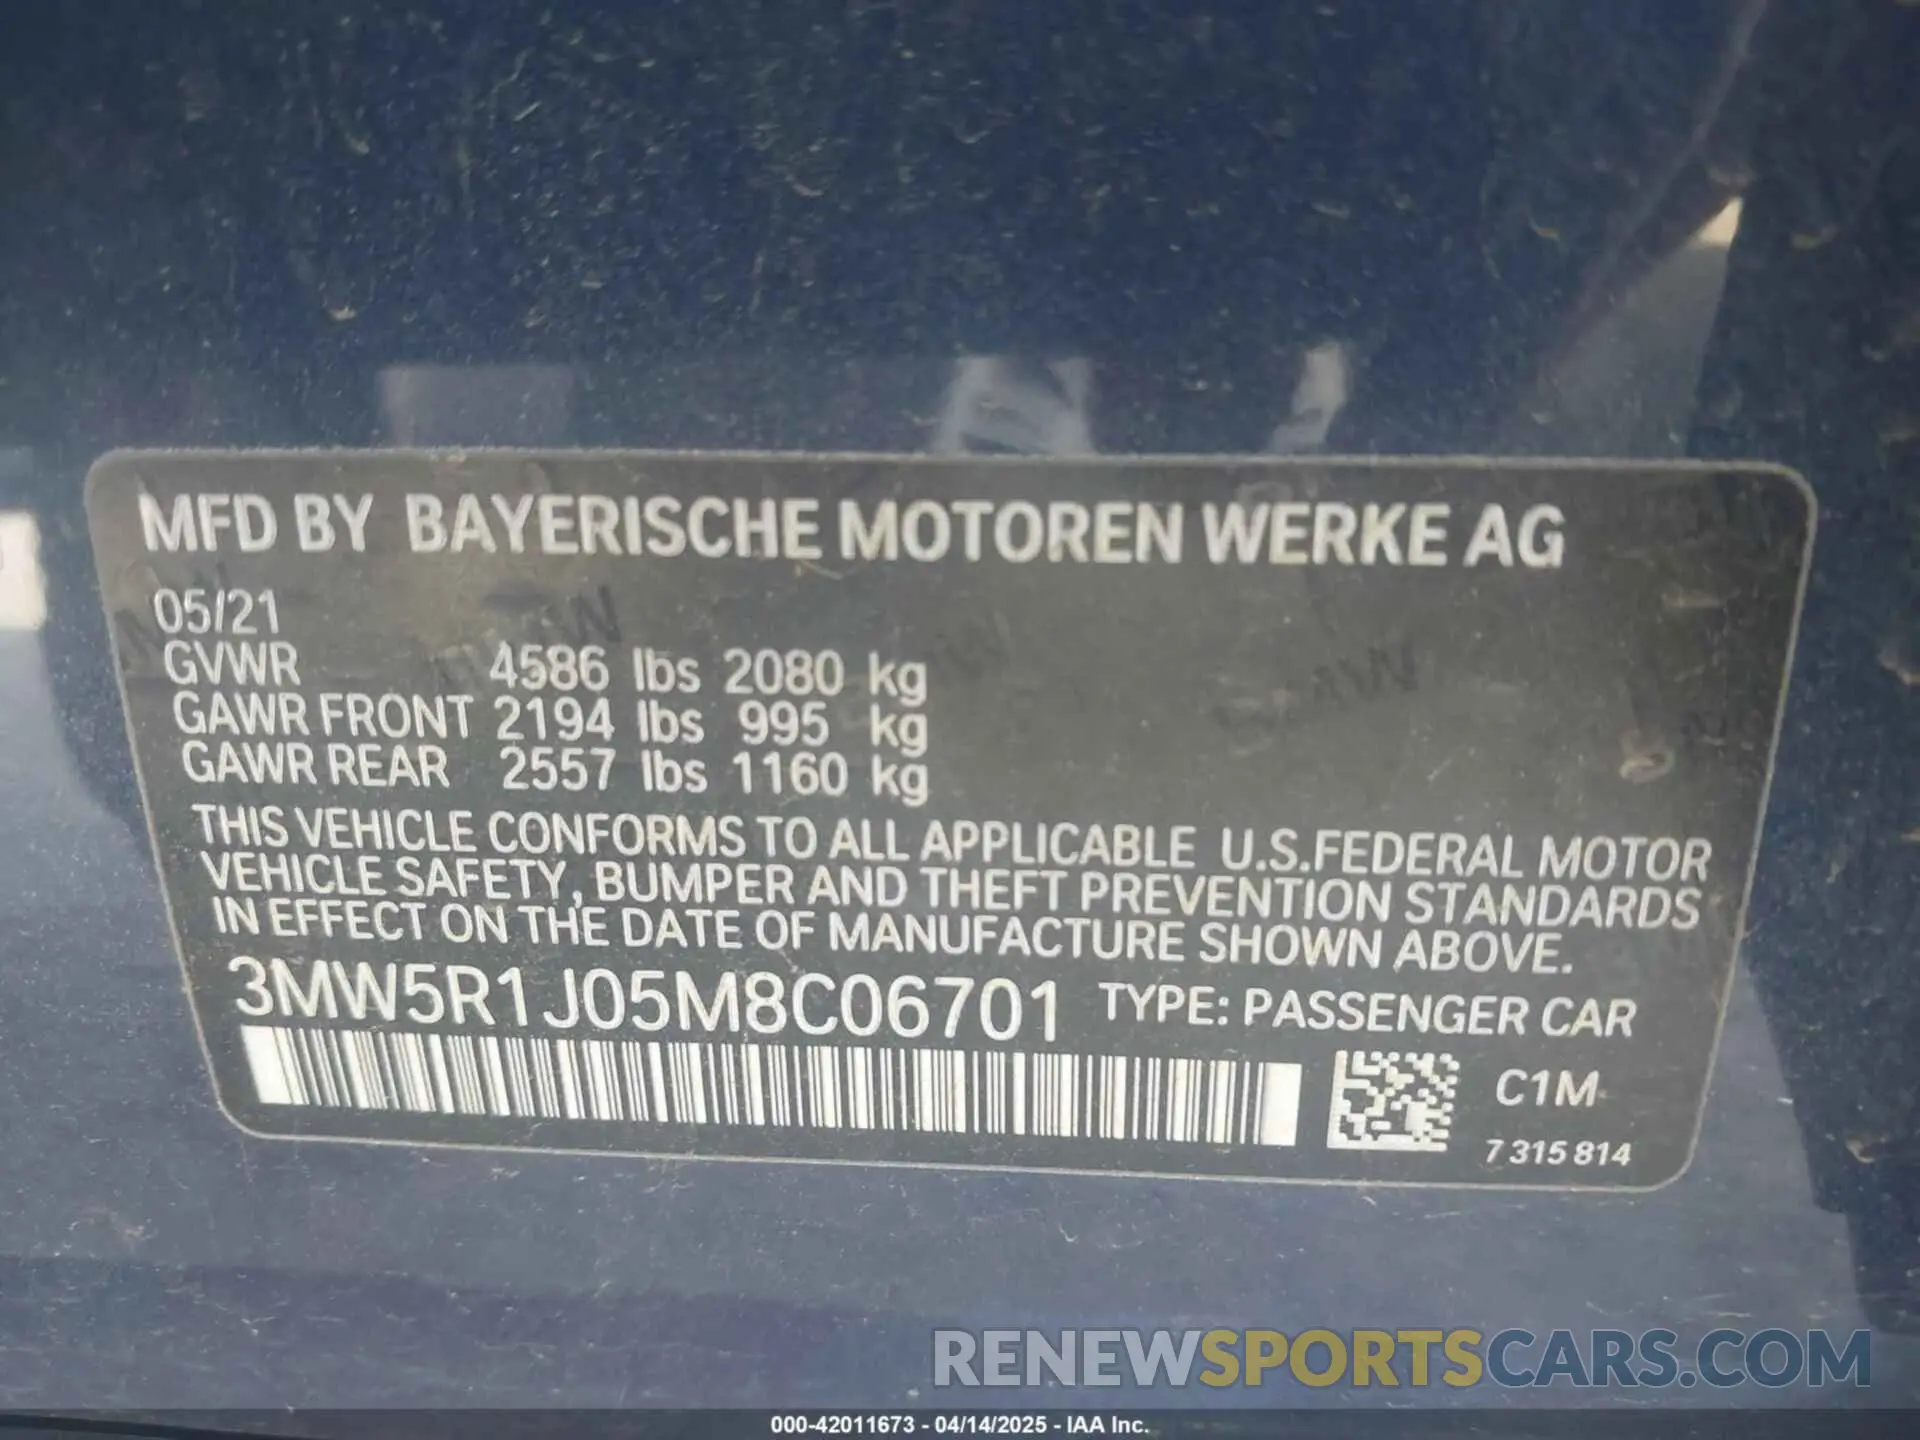 MFD BY BAYERISCHE MOTOREN WERKE AG
05/21
GVWR 4586 lbs 2080 kg
GAWR FRONT 2194 lbs 995 kg
GAWR REAR 2557 lbs 1160 kg
THIS VEHICLE CONFORMS TO ALL APPLICABLE U.S.FEDERAL MOTOR
VEHICLE SAFETY, BUMPER AND THEFT PREVENTION STANDARDS
IN EFFECT ON THE DATE OF MANUFACTURE SHOWN ABOVE.
3MW5R1J05M8C06701 TYPE: PASSENGER CAR
C1M
7 315 814
RENEWSPORTSCARS.COM
000-42011673 - 04/14/2025 - IAA Inc.